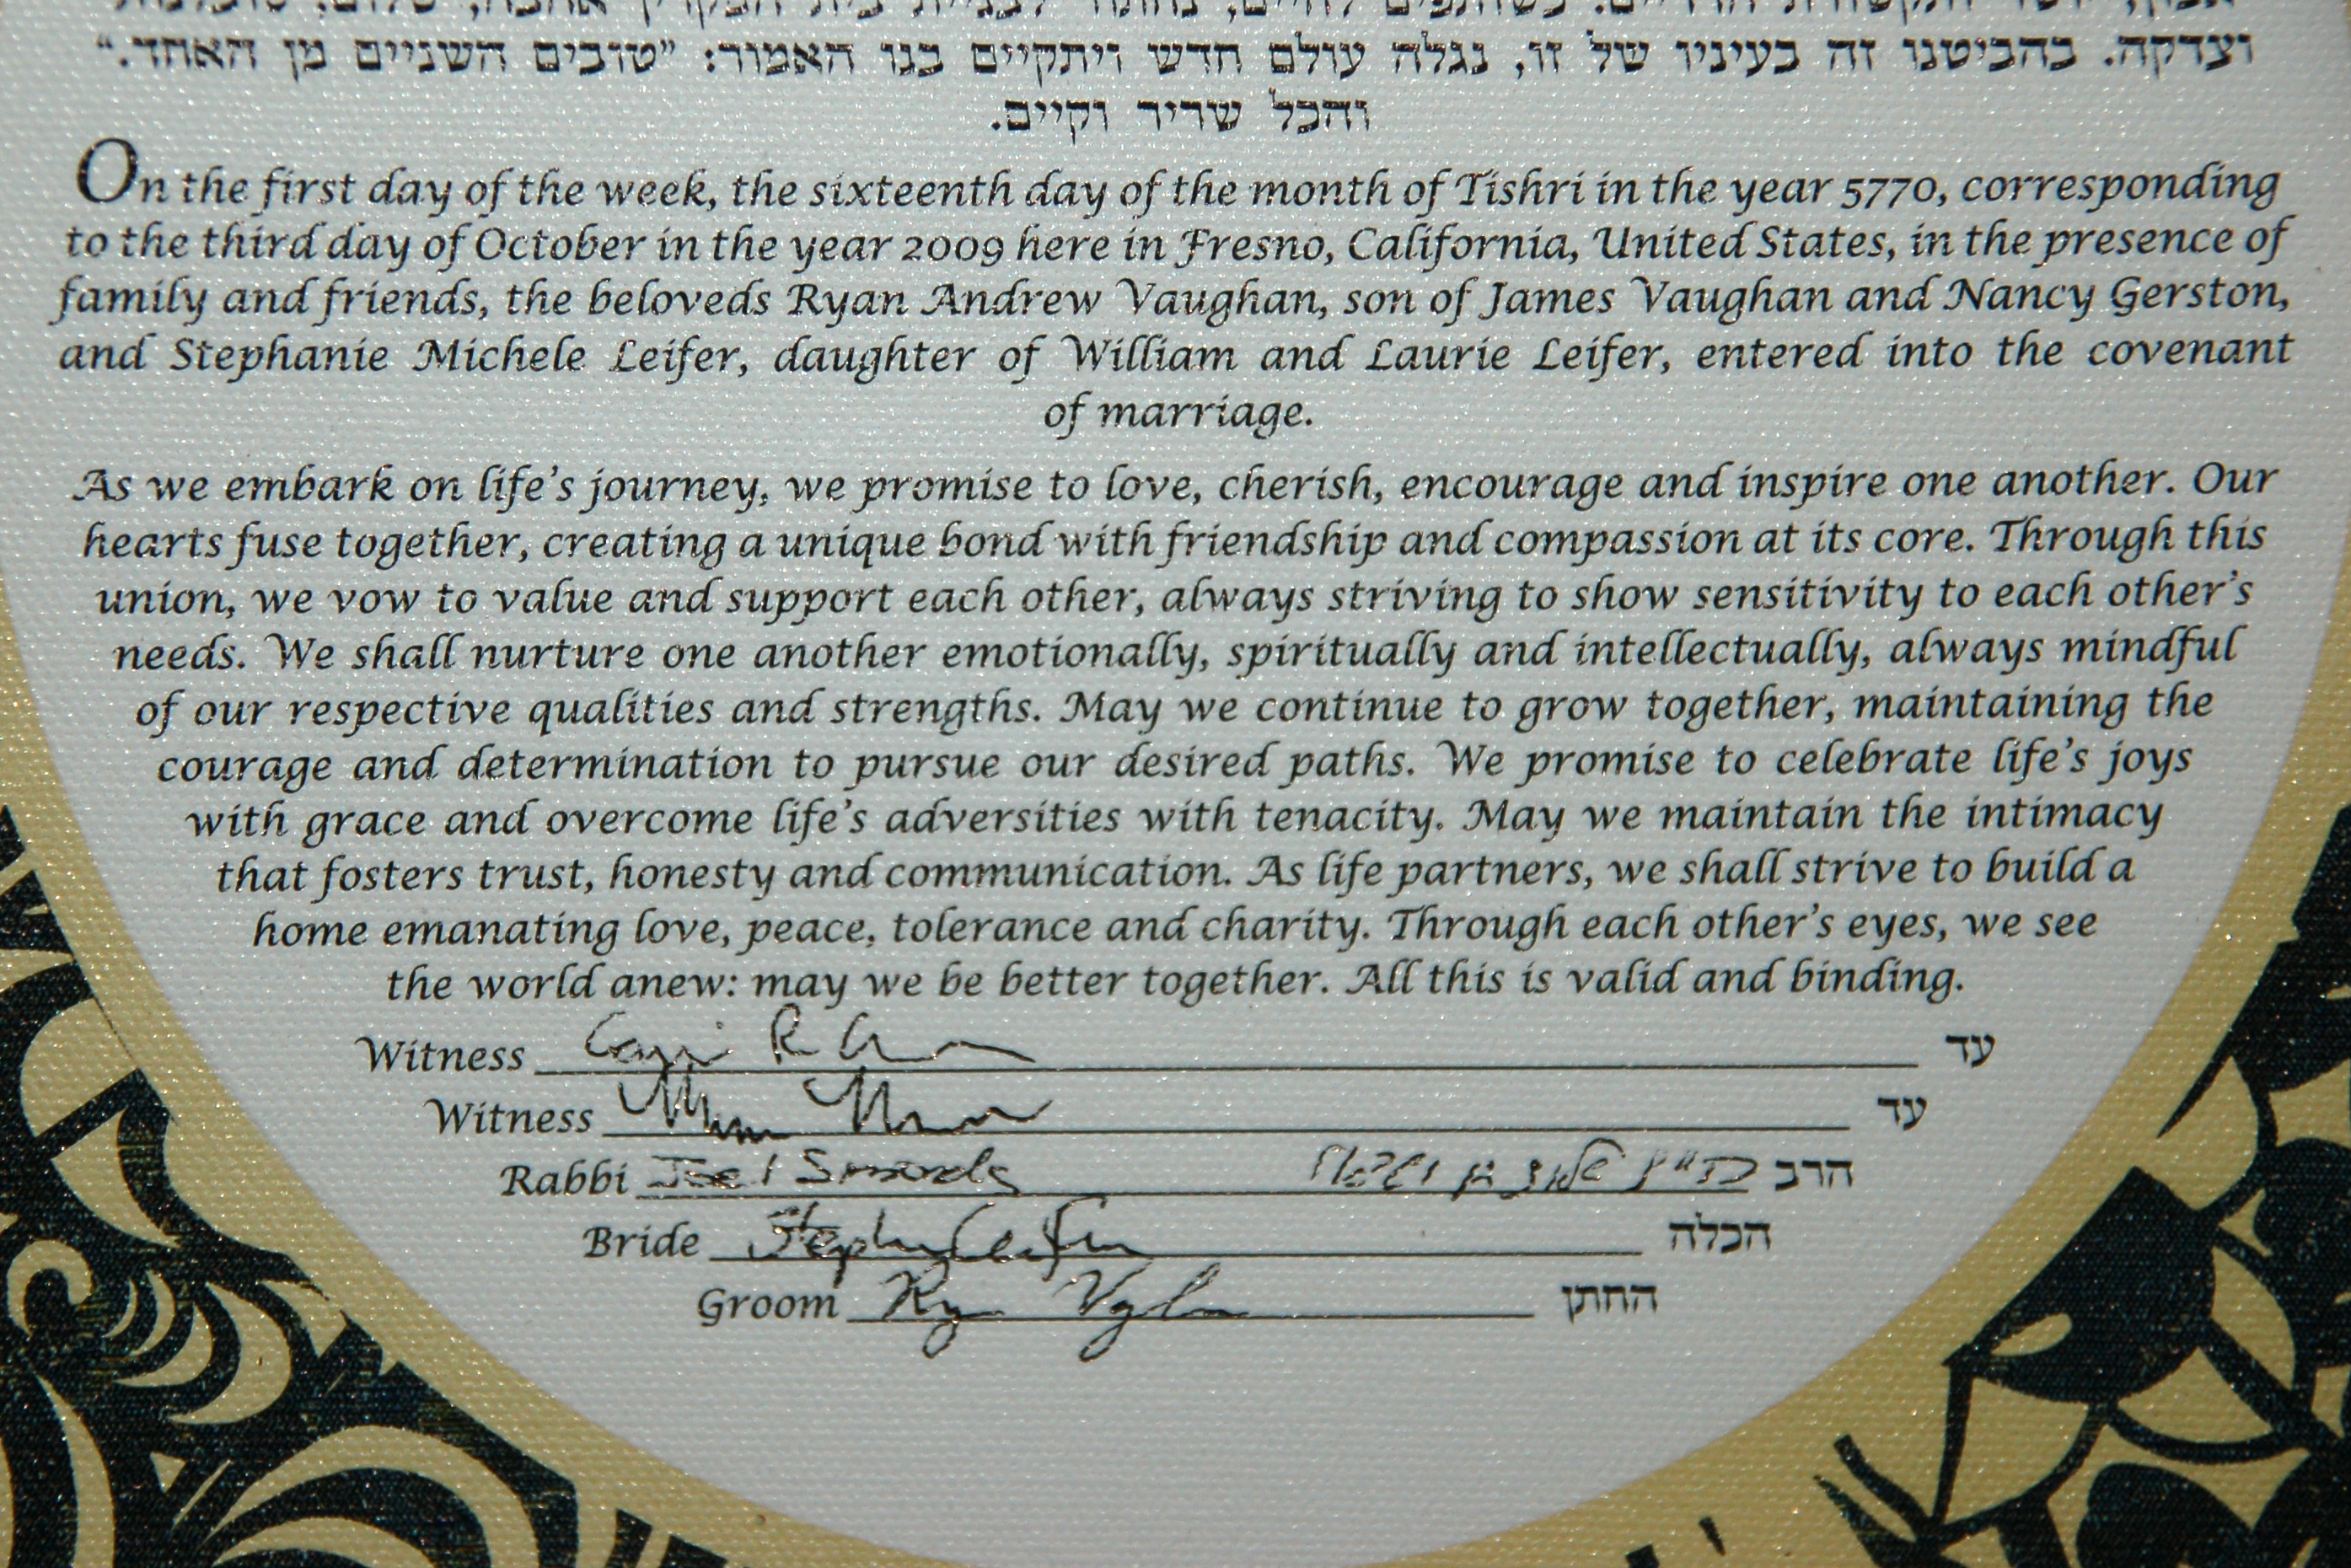 וצדקה. בהביטנו זה בעיניו של זו, נגלה עולם חדש ויתקיים בנו האמור: "טובים השניים מן האחד."
והכל שריר וקיים.
On the first day of the week, the sixteenth day of the month of Tishri in the year 5770, corresponding
to the third day of October in the year 2009 here in Fresno, California, United States, in the presence of
family and friends, the beloveds Ryan Andrew Vaughan, son of James Vaughan and Nancy Gerston,
and Stephanie Michele Leifer, daughter of William and Laurie Leifer, entered into the covenant
of marriage.
As we embark on life's journey, we promise to love, cherish, encourage and inspire one another. Our
hearts fuse together, creating a unique bond with friendship and compassion at its core. Through this
union, we vow to value and support each other, always striving to show sensitivity to each other's
needs. We shall nurture one another emotionally, spiritually and intellectually, always mindful
of our respective qualities and strengths. May we continue to grow together, maintaining the
courage and determination to pursue our desired paths. We promise to celebrate life's joys
with grace and overcome life's adversities with tenacity. May we maintain the intimacy
that fosters trust, honesty and communication. As life partners, we shall strive to build a
home emanating love, peace, tolerance and charity. Through each other's eyes, we see
the world anew: may we be better together. All this is valid and binding.
Witness עד
Witness עד
Rabbi הרב
Bride הכלה
Groom החתן